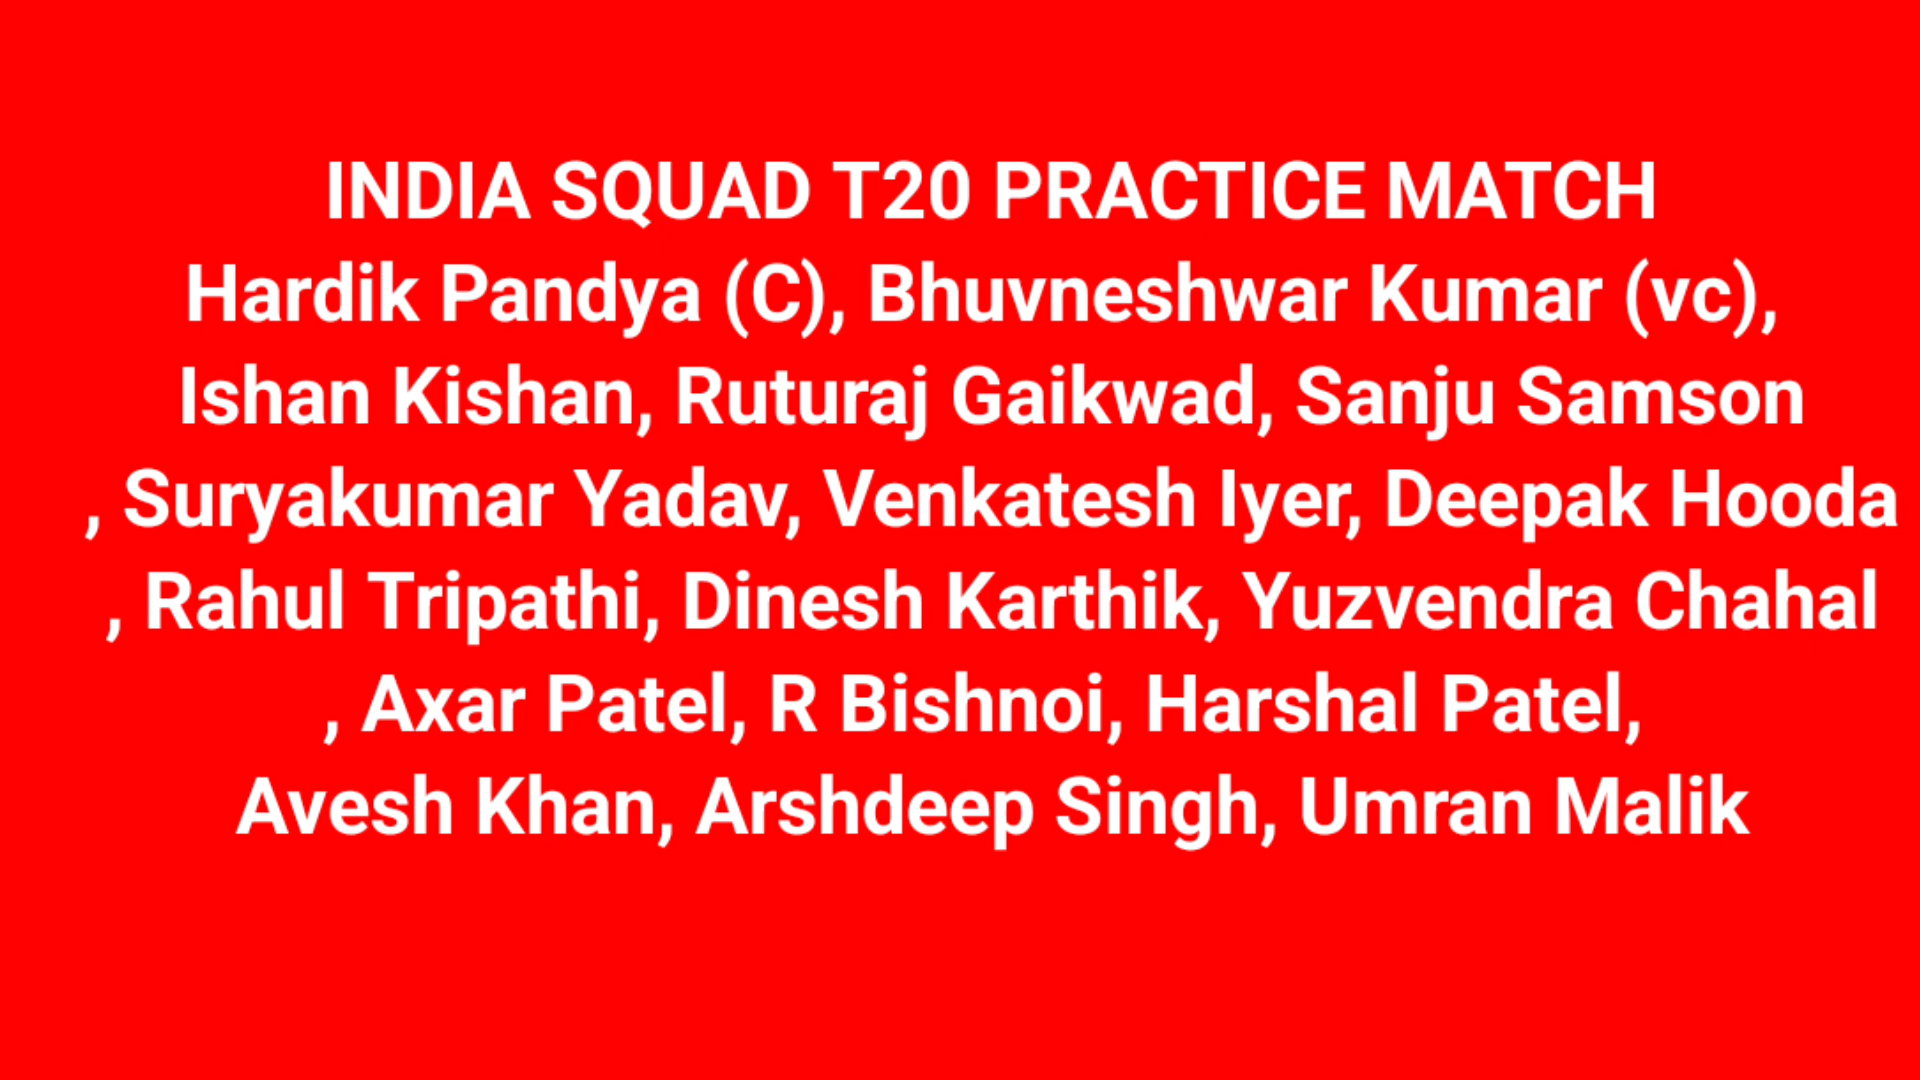 INDIA SQUAD T20 PRACTICE MATCH
Hardik Pandya (C), Bhuvneshwar Kumar (vc),
Ishan Kishan, Ruturaj Gaikwad, Sanju Samson
, Suryakumar Yadav, Venkatesh Iyer, Deepak Hooda
, Rahul Tripathi, Dinesh Karthik, Yuzvendra Chahal
, Axar Patel, R Bishnoi, Harshal Patel,
Avesh Khan, Arshdeep Singh, Umran Malik